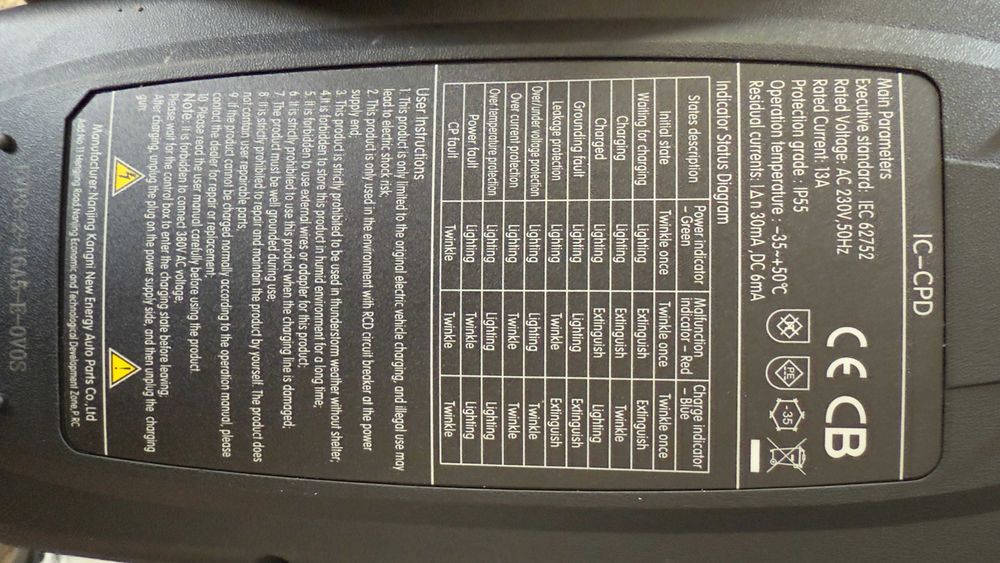 IC-CPD
Main Parameters
Executive standard: IEC 62752
Rated Voltage: AC 230V,50Hz
Rated Current: 13A
Protection grade : IP55
Operation temperature : -35~+50℃
Residual currents: IΔn 30mA ,DC 6mA
CE CB
PE -35
Indicator Status Diagram
States description Power indicator - Green Malfunction indicator - Red Charge indicator - Blue
Initial state Twinkle once Twinkle once Twinkle once
Waiting for charging Lighting Extinguish Extinguish
Charging Lighting Extinguish Twinkle
Charged Lighting Extinguish Lighting
Grounding fault Lighting Lighting Extinguish
Leakage protection Lighting Twinkle Extinguish
Over/under voltage protection Lighting Lighting Twinkle
Over current protection Lighting Twinkle Twinkle
Over temperature protection Lighting Lighting Lighting
Power fault Twinkle Twinkle Lighting
CP fault Twinkle Twinkle Twinkle
User Instructions
1. This product is only limited to the original electric vehicle charging, and illegal use may
lead to electric shock risk;
2. This product is only used in the environment with RCD circuit breaker at the power
supply end;
3. This product is strictly prohibited to be used in thunderstorm weather without shelter;
4.It is forbidden to store this product in humid environment for a long time;
5. It is forbidden to use external wires or adapter for this product;
6. It is strictly prohibited to use this product when the charging line is damaged;
7. The product must be well grounded during use;
8. It is strictly prohibited to repair and maintain the product by yourself. The product does
not contain user repairable parts;
9. If the product cannot be charged normally according to the operation manual, please
contact the dealer for repair or replacement;
10. Please read the user manual carefully before using the product.
Note: it is forbidden to connect 380V AC voltage;
Please wait for the control box to enter the charging state before leaving;
After charging, unplug the plug on the power supply side, and then unplug the charging
gun.
Manufacturer:Nanjing Kangni New Energy Auto Parts Co.,Ltd
Add:No.11 Hengjing Road,Nanjing Economic and Technological Development Zone,P.RC